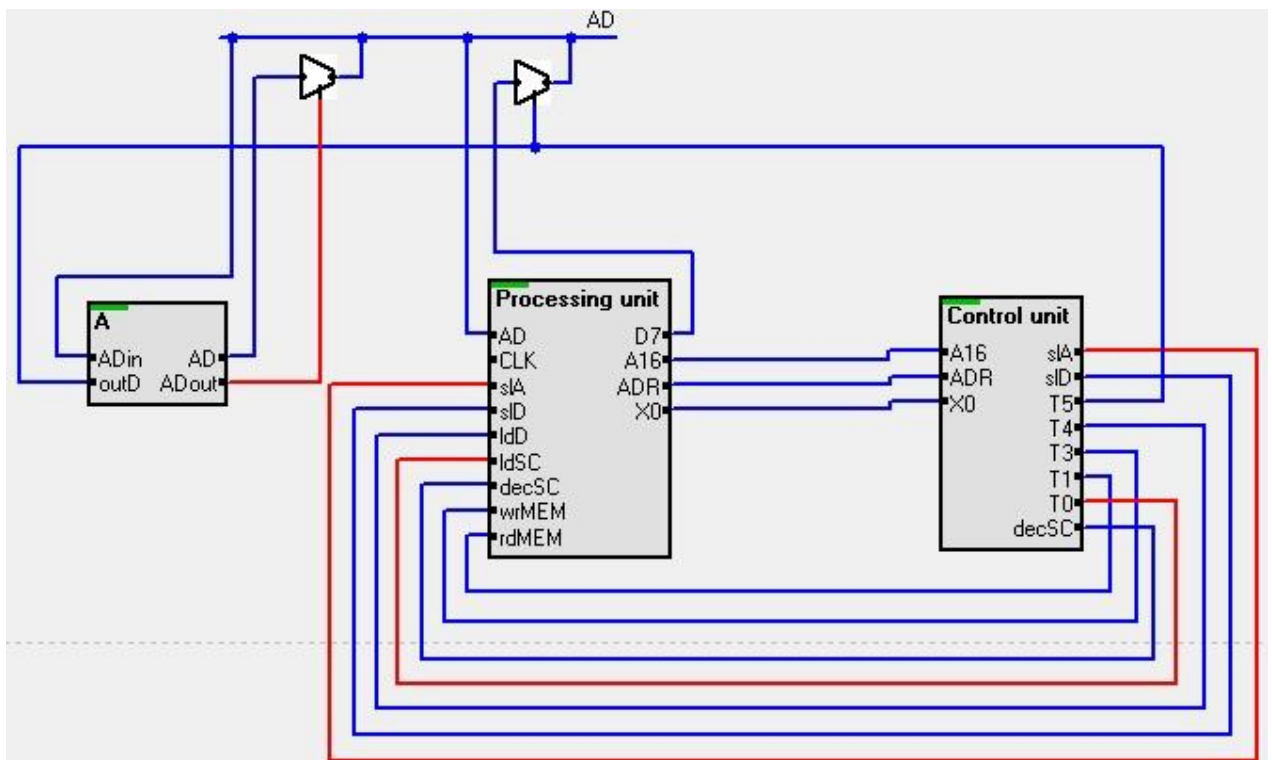 AD
A
ADin
outD
AD
ADout
Processing unit
AD
CLK
slA
slD
ldD
ldSC
decSC
wrMEM
rdMEM
D7
A16
ADR
X0
Control unit
A16
ADR
X0
slA
slD
T5
T4
T3
T1
T0
decSC